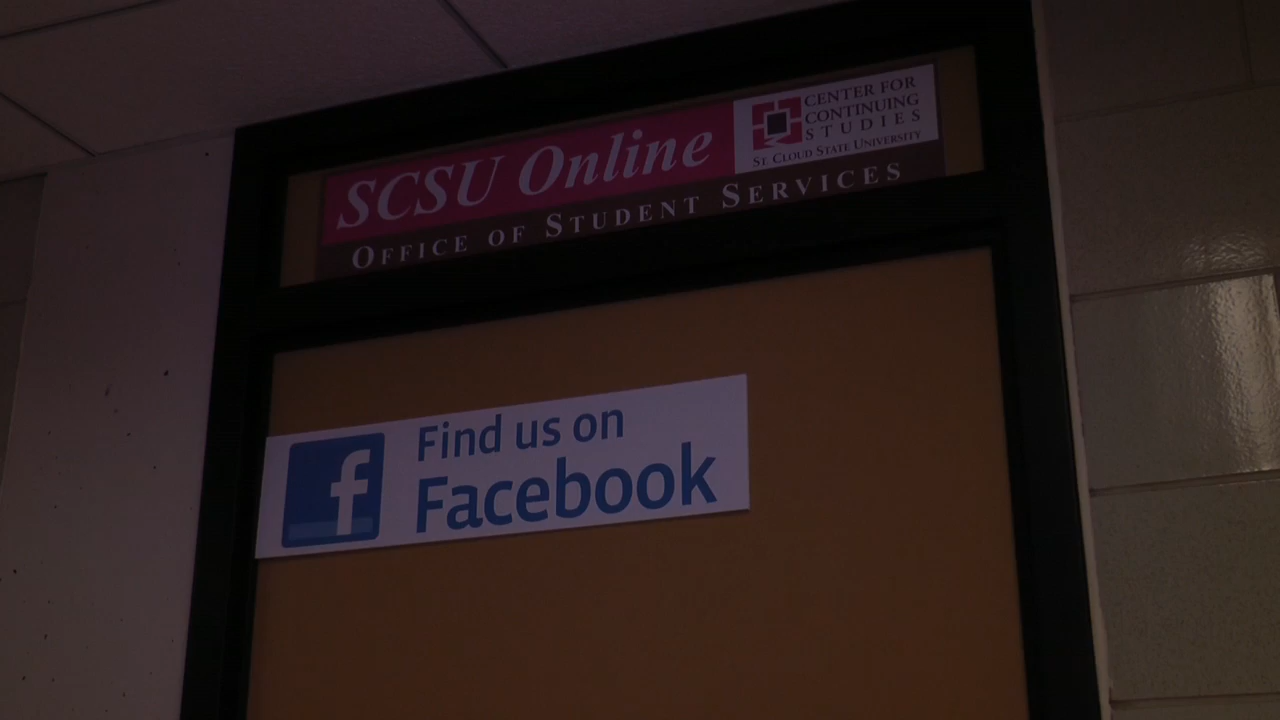 SCSU Online
CENTER FOR
CONTINUING
STUDIES
ST. CLOUD STATE UNIVERSITY
OFFICE OF STUDENT SERVICES
f
Find us on
Facebook